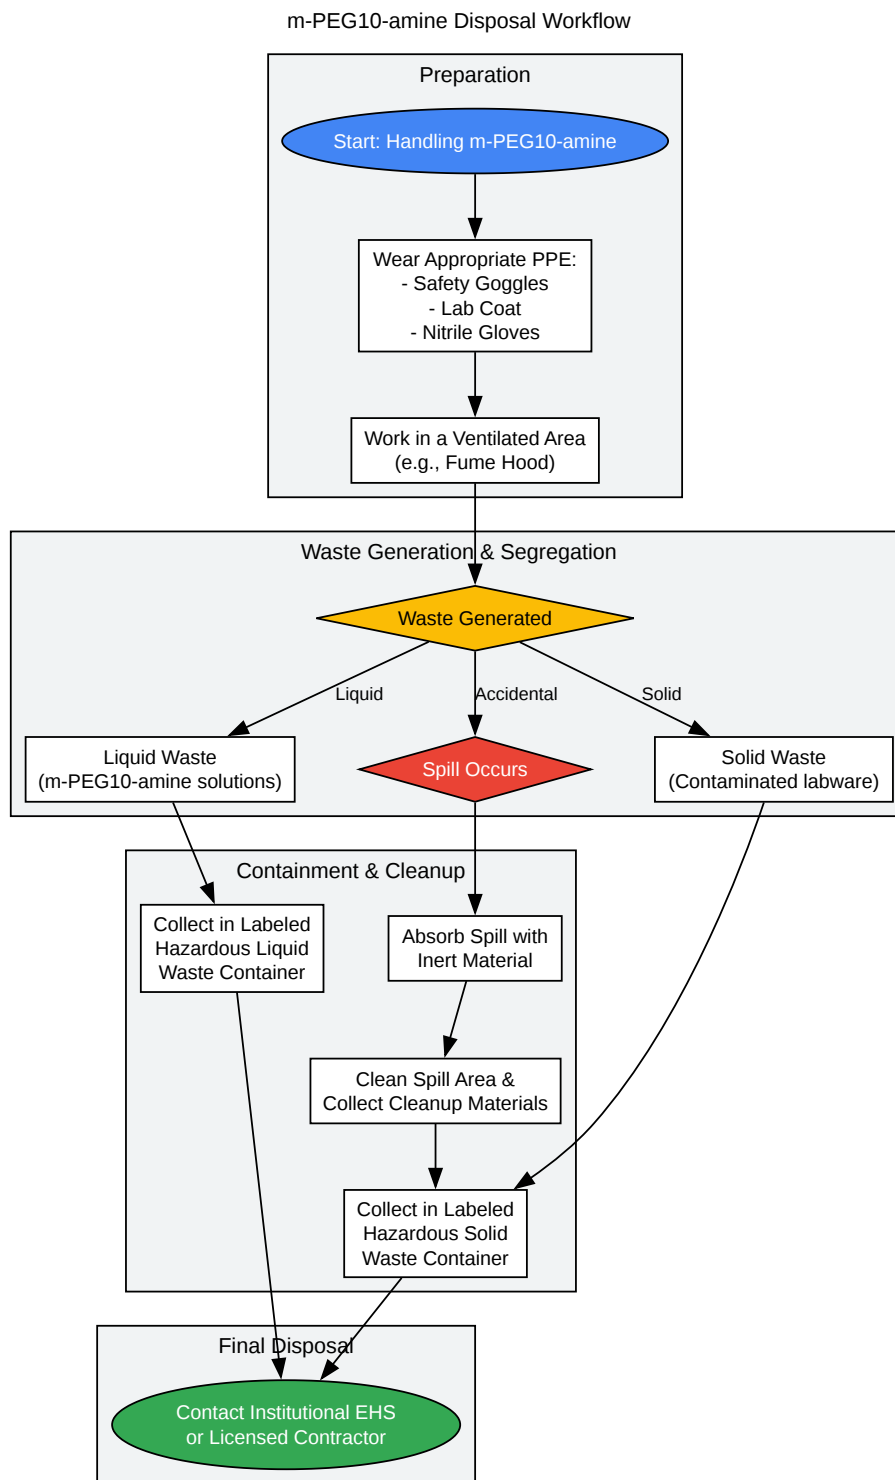 m-PEG10-amine Disposal Workflow
Preparation
Start: Handling m-PEG10-amine
Wear Appropriate PPE:
- Safety Goggles
- Lab Coat
- Nitrile Gloves
Work in a Ventilated Area
(e.g., Fume Hood)
Waste Generation & Segregation
Waste Generated
Liquid
Accidental
Solid
Liquid Waste
(m-PEG10-amine solutions)
Spill Occurs
Solid Waste
(Contaminated labware)
Containment & Cleanup
Collect in Labeled
Hazardous Liquid
Waste Container
Absorb Spill with
Inert Material
Clean Spill Area &
Collect Cleanup Materials
Collect in Labeled
Hazardous Solid
Waste Container
Final Disposal
Contact Institutional EHS
or Licensed Contractor